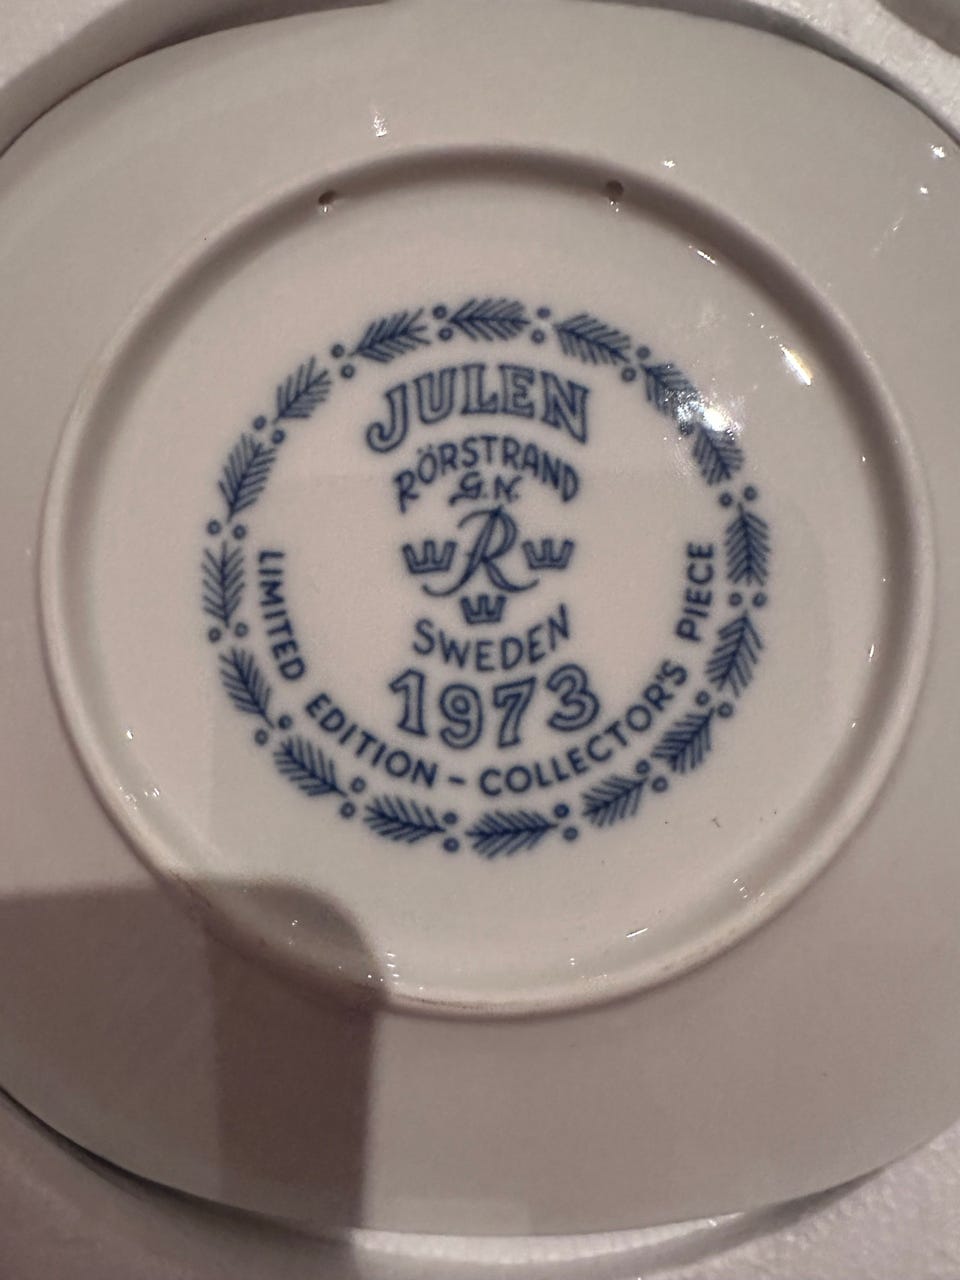 JULEN
RÖRSTRAND
G.N.
R
SWEDEN
1973
LIMITED EDITION - COLLECTOR'S PIECE